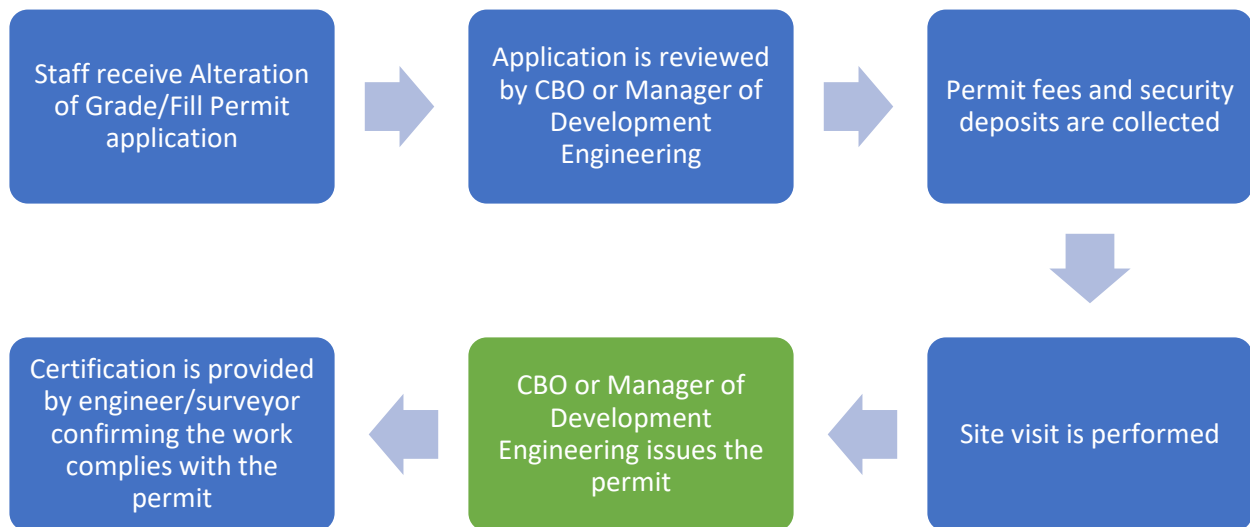 Staff receive Alteration
of Grade/Fill Permit
application
Application is reviewed
by CBO or Manager of
Development
Engineering
Permit fees and security
deposits are collected
Site visit is performed
CBO or Manager of
Development
Engineering issues the
permit
Certification is provided
by engineer/surveyor
confirming the work
complies with the
permit